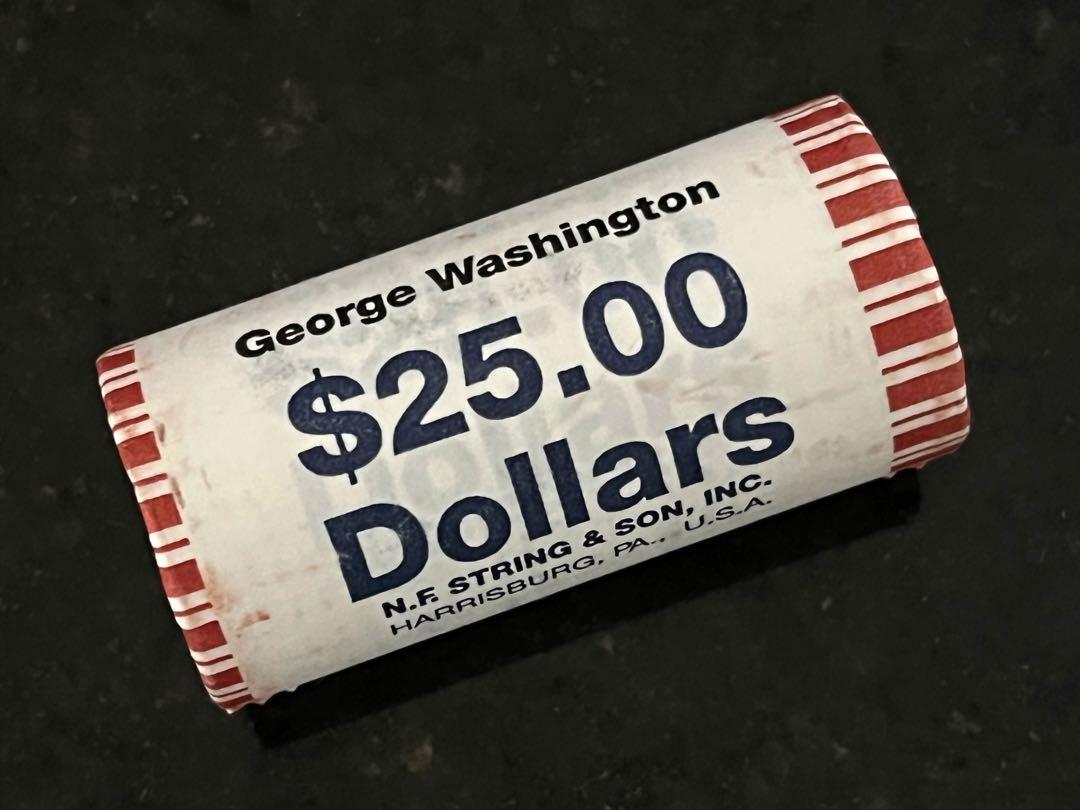 George Washington
$25.00
Dollars
N.F. STRING & SON, INC.
HARRISBURG, PA., U.S.A.